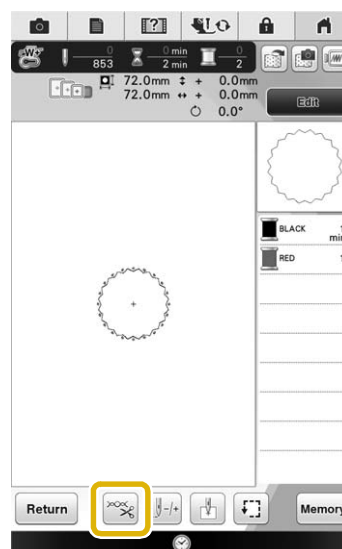 0 0 min 0
853 2 min 2
72.0mm + 0.0mm
72.0mm + 0.0mm
0.0°
Edit
BLACK
min
RED
Return -/+ Memory